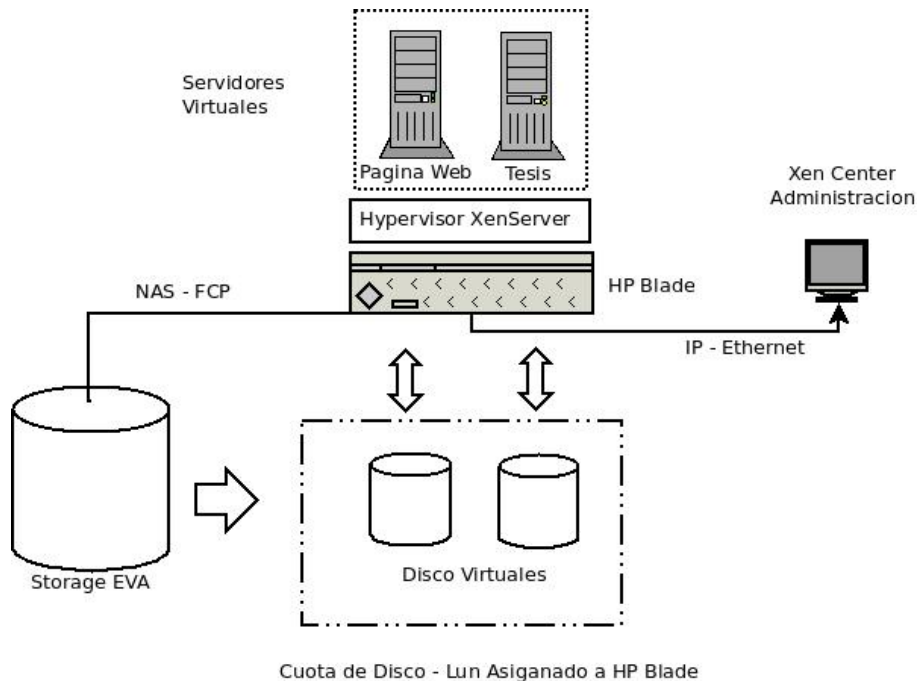 Servidores
Virtuales
Pagina Web
Tesis
Hypervisor XenServer
Xen Center
Administracion
NAS - FCP
HP Blade
IP - Ethernet
Storage EVA
Disco Virtuales
Cuota de Disco - Lun Asiganado a HP Blade